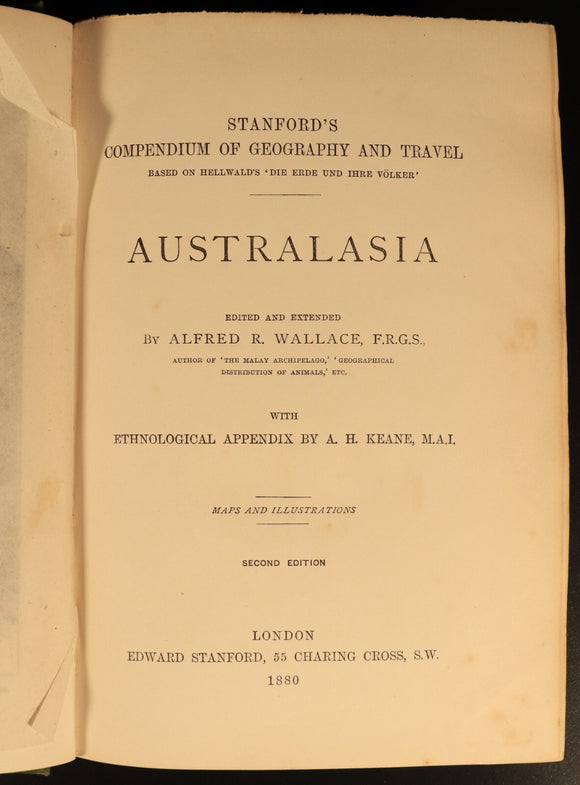 STANFORD'S
COMPENDIUM OF GEOGRAPHY AND TRAVEL
BASED ON HELLWALD'S 'DIE ERDE UND IHRE VÖLKER'
AUSTRALASIA
EDITED AND EXTENDED
BY ALFRED R. WALLACE, F.R.G.S.,
AUTHOR OF 'THE MALAY ARCHIPELAGO,' 'GEOGRAPHICAL
DISTRIBUTION OF ANIMALS,' ETC.
WITH
ETHNOLOGICAL APPENDIX BY A. H. KEANE, M.A.I.
MAPS AND ILLUSTRATIONS
SECOND EDITION
LONDON
EDWARD STANFORD, 55 CHARING CROSS, S.W.
1880